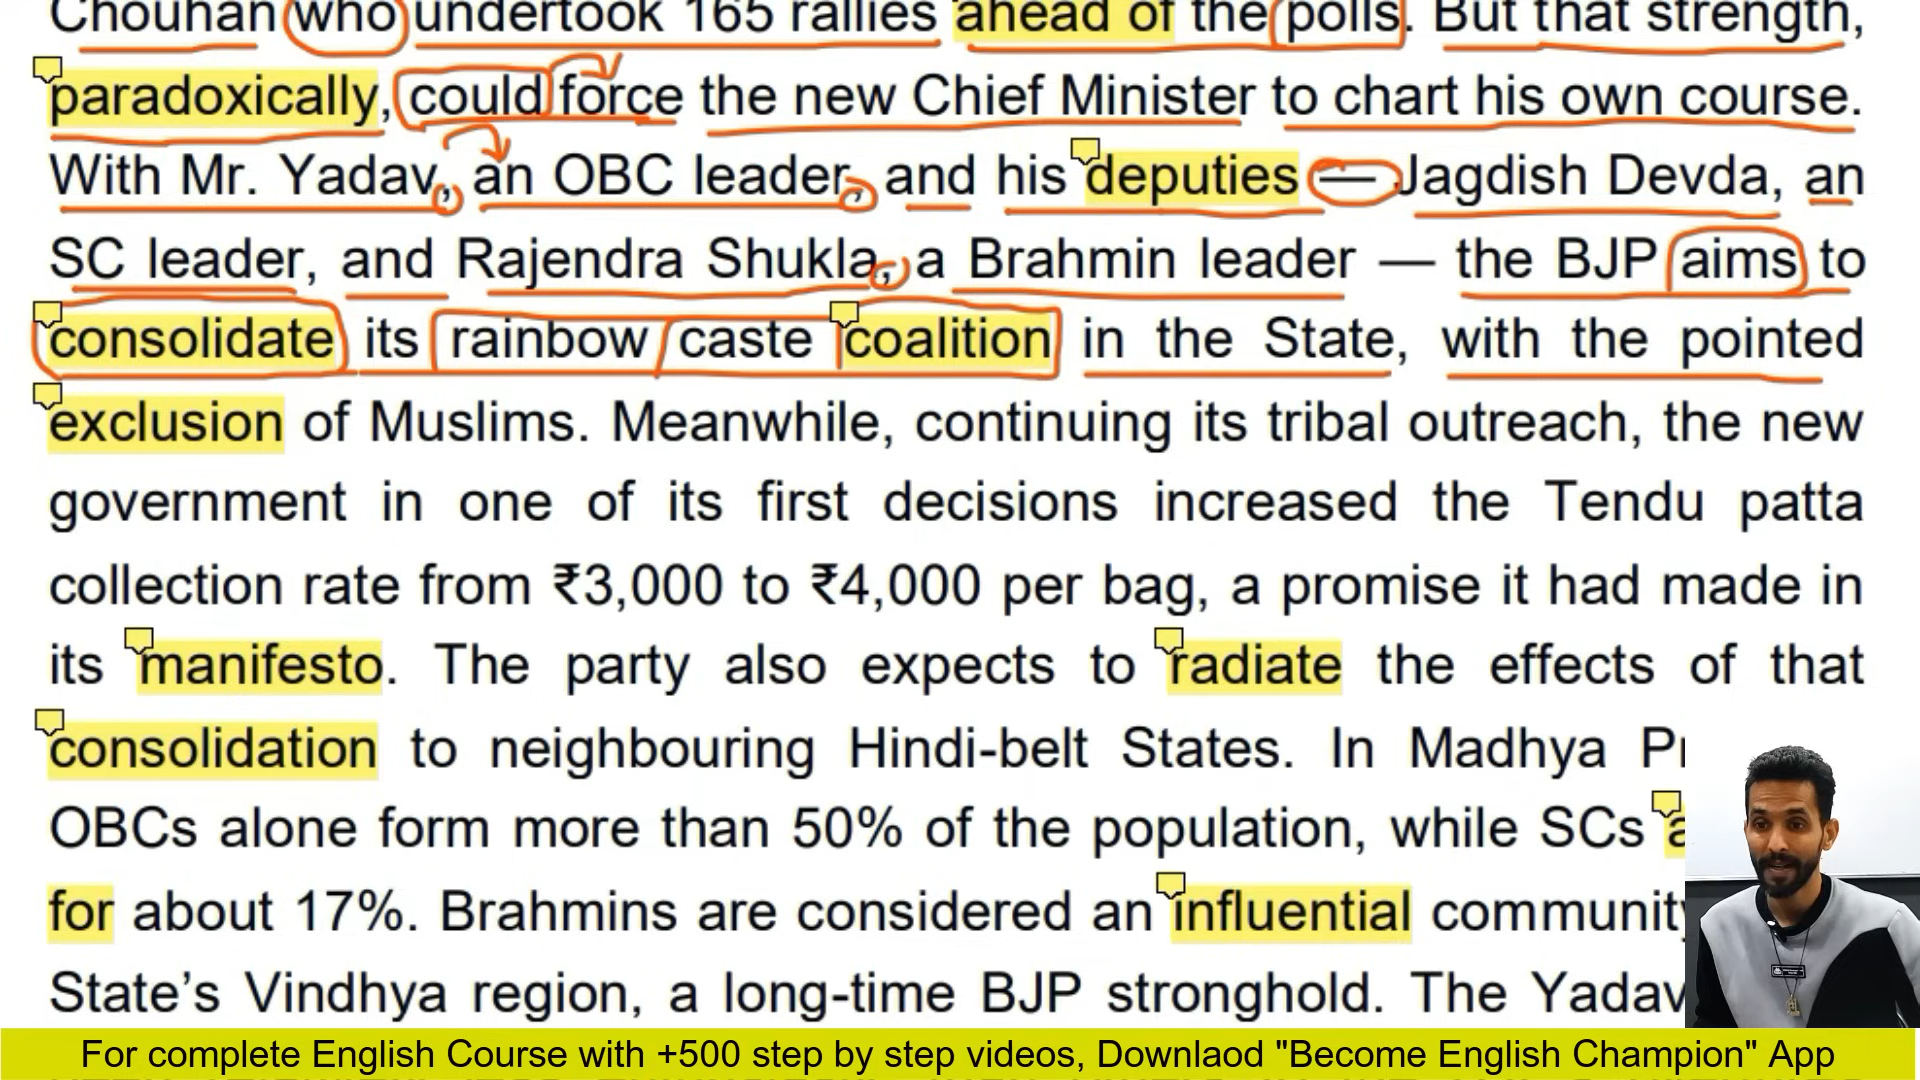 Chouhan who undertook 165 rallies ahead of the polls. But that strength,
paradoxically, could force the new Chief Minister to chart his own course.
With Mr. Yadav, an OBC leader, and his deputies — Jagdish Devda, an
SC leader, and Rajendra Shukla, a Brahmin leader — the BJP aims to
consolidate its rainbow caste coalition in the State, with the pointed
exclusion of Muslims. Meanwhile, continuing its tribal outreach, the new
government in one of its first decisions increased the Tendu patta
collection rate from ₹3,000 to ₹4,000 per bag, a promise it had made in
its manifesto. The party also expects to radiate the effects of that
consolidation to neighbouring Hindi-belt States. In Madhya
OBCs alone form more than 50% of the population, while SCs
for about 17%. Brahmins are considered an influential community
State’s Vindhya region, a long-time BJP stronghold. The Yadav
For complete English Course with +500 step by step videos, Downlaod "Become English Champion" App